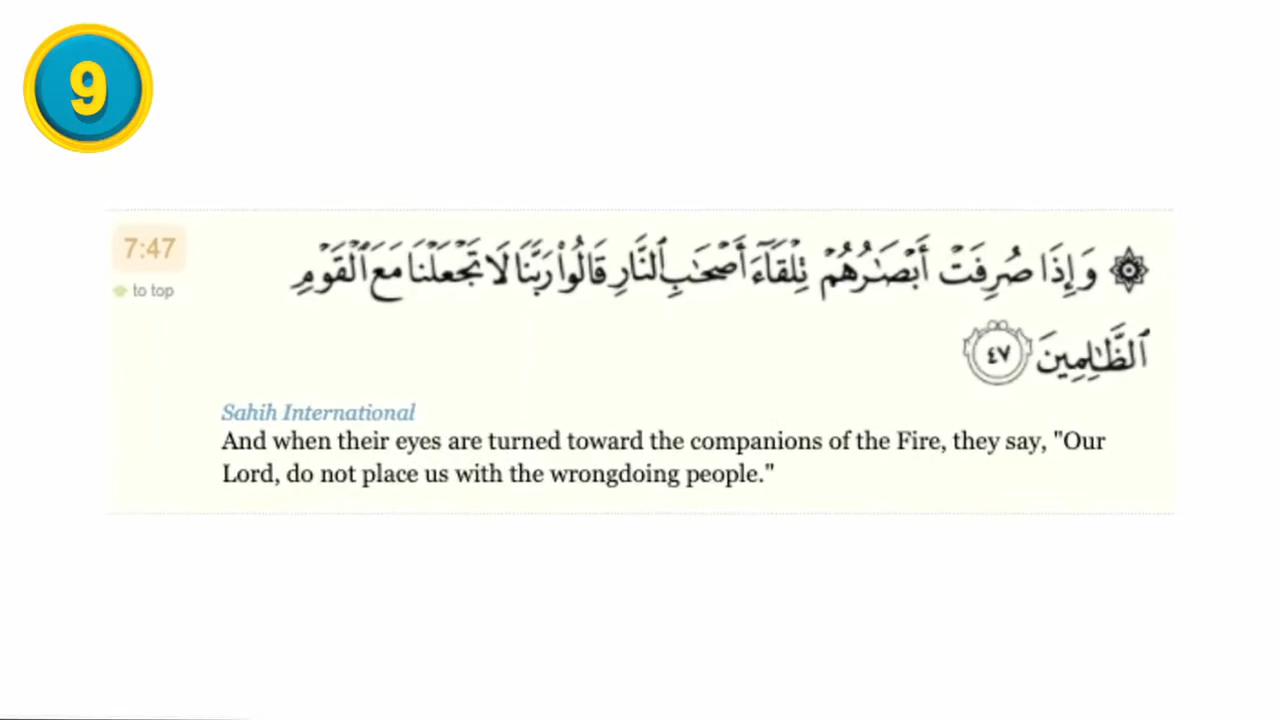 9
7:47
to top
۞ وَإِذَا صُرِفَتْ أَبْصَـٰرُهُمْ تِلْقَآءَ أَصْحَـٰبِ ٱلنَّارِ قَالُوا۟ رَبَّنَا لَا تَجْعَلْنَا مَعَ ٱلْقَوْمِ
ٱلظَّـٰلِمِينَ ٤٧
Sahih International
And when their eyes are turned toward the companions of the Fire, they say, "Our
Lord, do not place us with the wrongdoing people."